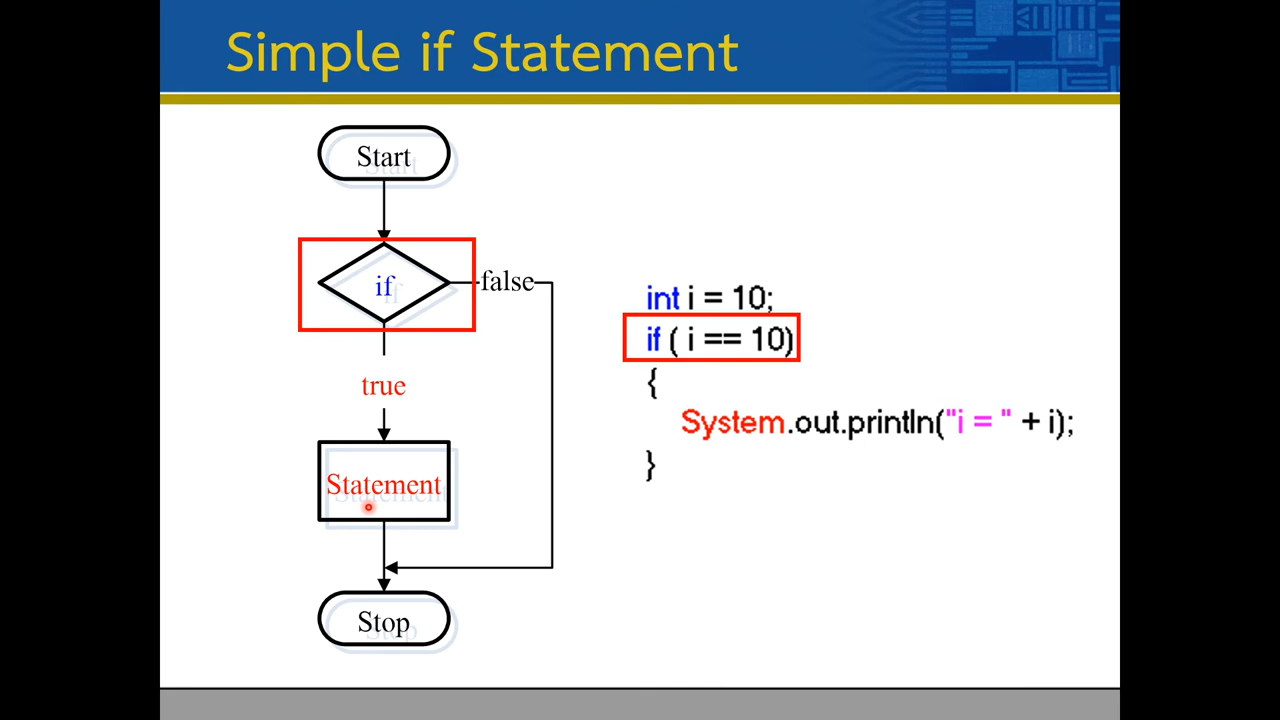 Simple if Statement
Start
if
false
true
Statement
Stop
int i = 10;
if ( i == 10)
{
System.out.println("i = " + i);
}